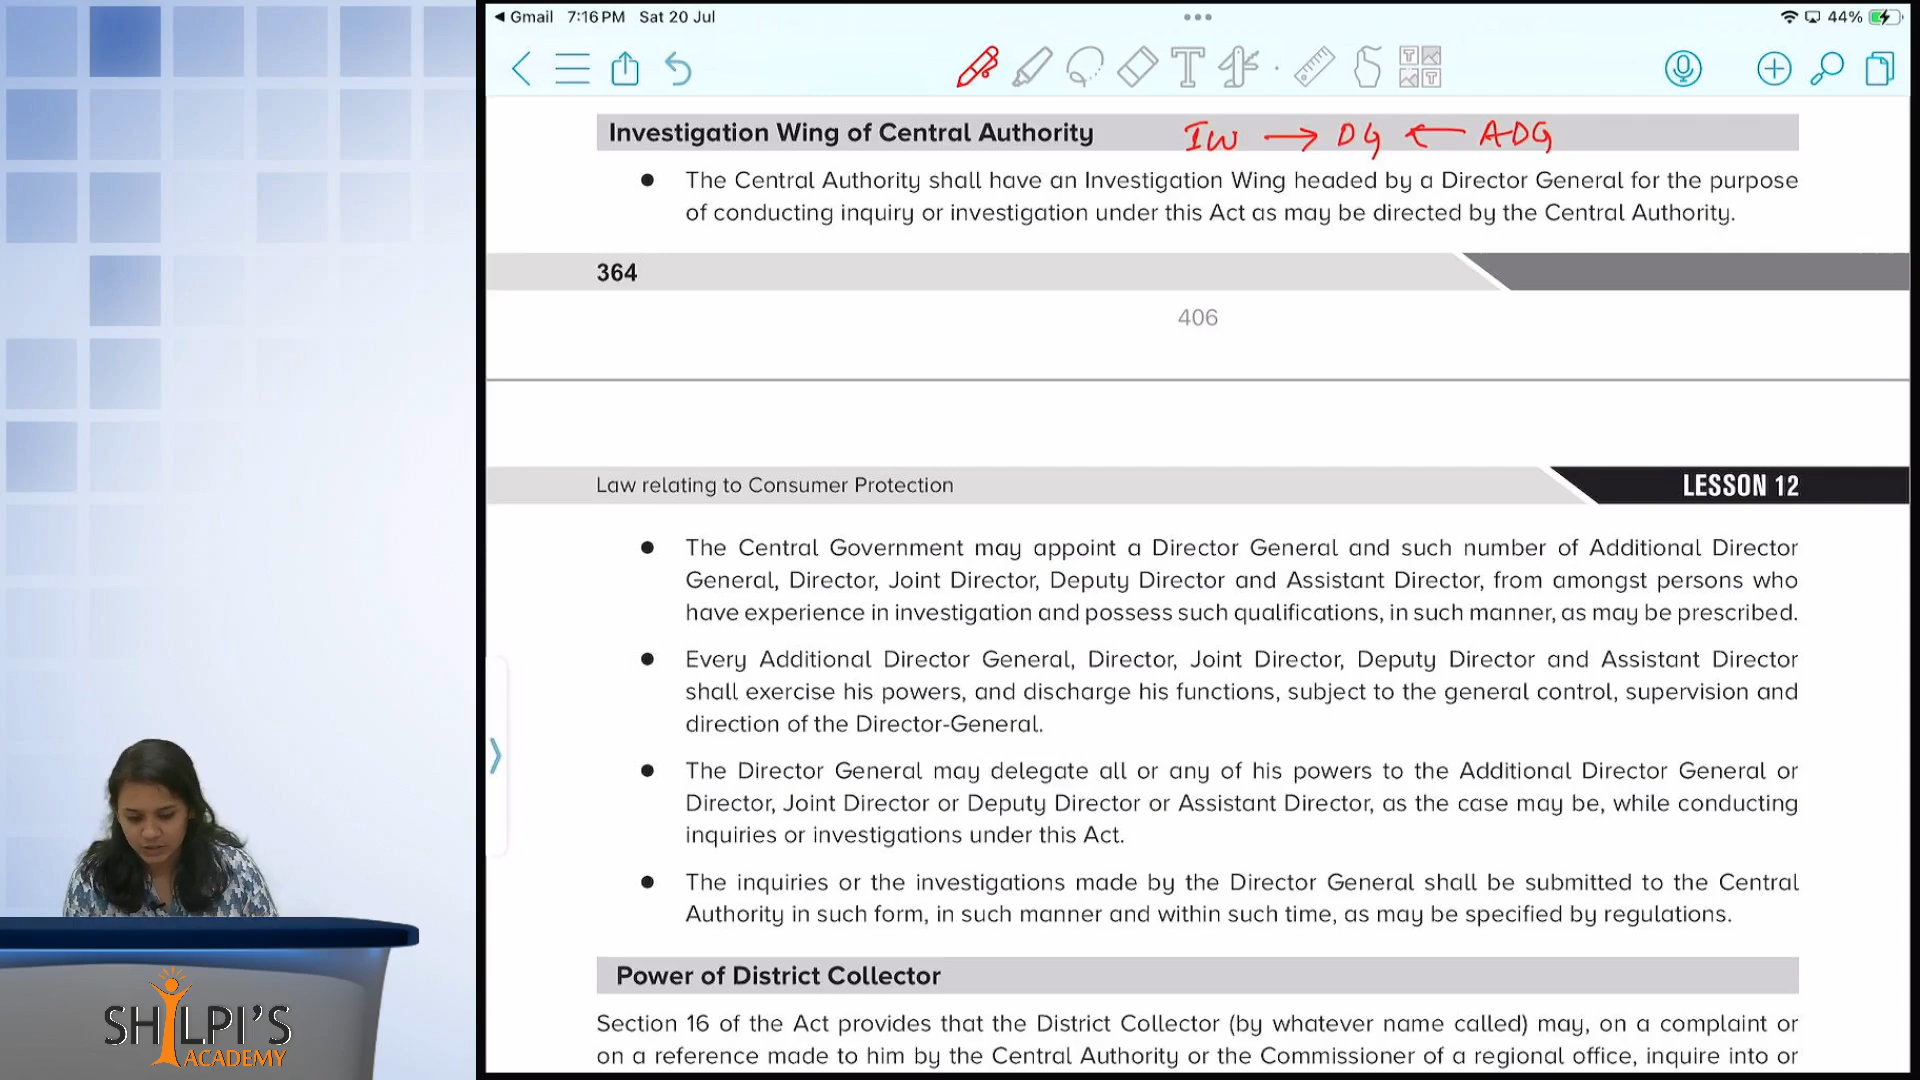 Gmail 7:16 PM Sat 20 Jul
44%
Investigation Wing of Central Authority IW → DG ← ADG
● The Central Authority shall have an Investigation Wing headed by a Director General for the purpose
of conducting inquiry or investigation under this Act as may be directed by the Central Authority.
364
406
Law relating to Consumer Protection LESSON 12
● The Central Government may appoint a Director General and such number of Additional Director
General, Director, Joint Director, Deputy Director and Assistant Director, from amongst persons who
have experience in investigation and possess such qualifications, in such manner, as may be prescribed.
● Every Additional Director General, Director, Joint Director, Deputy Director and Assistant Director
shall exercise his powers, and discharge his functions, subject to the general control, supervision and
direction of the Director-General.
● The Director General may delegate all or any of his powers to the Additional Director General or
Director, Joint Director or Deputy Director or Assistant Director, as the case may be, while conducting
inquiries or investigations under this Act.
● The inquiries or the investigations made by the Director General shall be submitted to the Central
Authority in such form, in such manner and within such time, as may be specified by regulations.
Power of District Collector
Section 16 of the Act provides that the District Collector (by whatever name called) may, on a complaint or
on a reference made to him by the Central Authority or the Commissioner of a regional office, inquire into or
SHILPI'S
ACADEMY